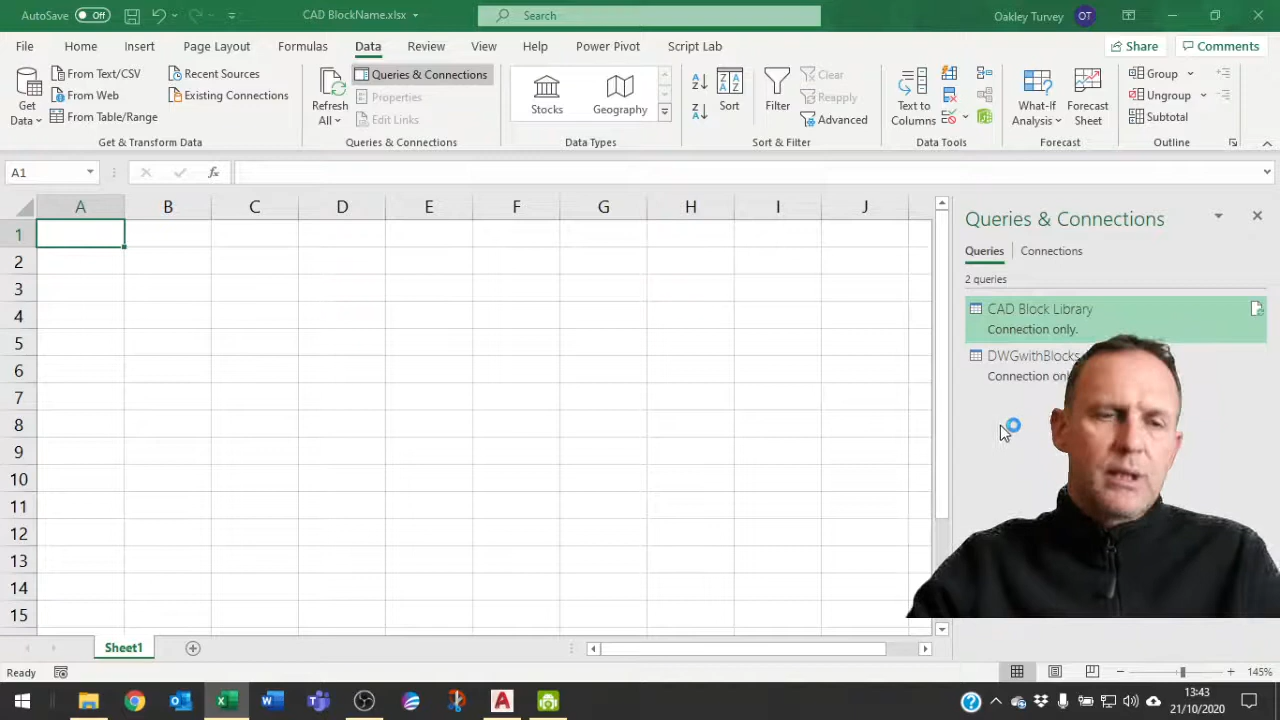 AutoSave Off CAD BlockName.xlsx Search Oakley Turvey OT
File Home Insert Page Layout Formulas Data Review View Help Power Pivot Script Lab Share Comments
Get Data
From Text/CSV
From Web
From Table/Range
Recent Sources
Existing Connections
Get & Transform Data
Refresh All
Queries & Connections
Properties
Edit Links
Queries & Connections
Stocks
Geography
Data Types
Sort
Filter
Clear
Reapply
Advanced
Sort & Filter
Text to Columns
Data Tools
What-If Analysis
Forecast Sheet
Forecast
Group
Ungroup
Subtotal
Outline
A1 fx
A B C D E F G H I J
1
2
3
4
5
6
7
8
9
10
11
12
13
14
15
Queries & Connections
Queries Connections
2 queries
CAD Block Library
Connection only.
DWGwithBlocks
Connection
Sheet1
Ready 145%
13:43
21/10/2020